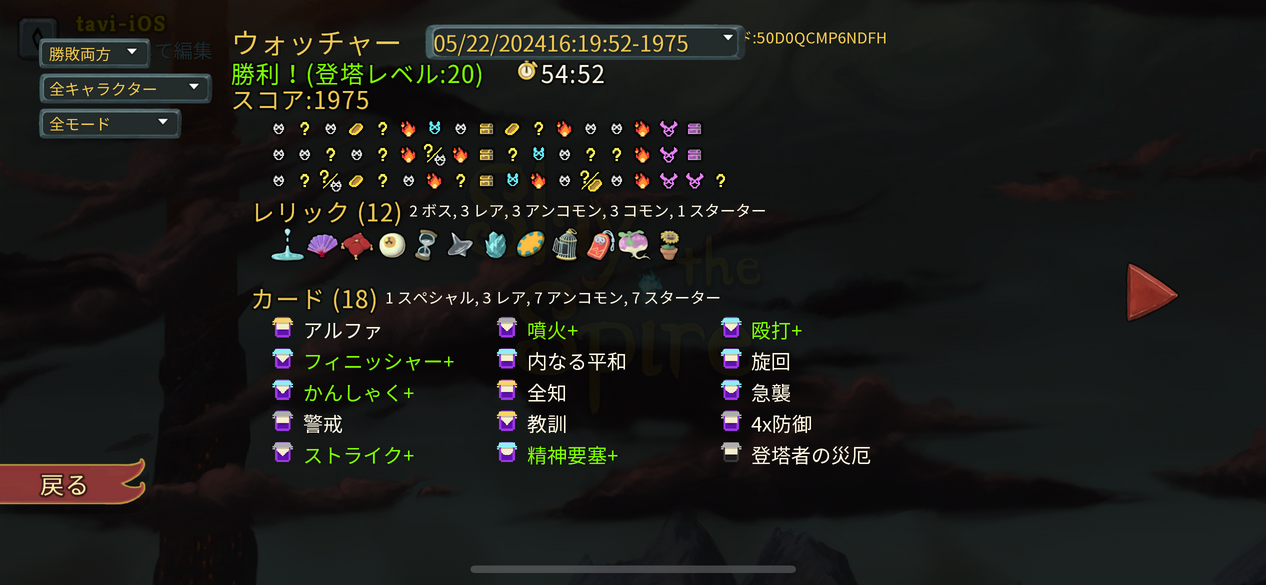 tavi-iOS
て編集
勝敗両方
全キャラクター
全モード
ウォッチャー
05/22/202416:19:52-1975
ド:50D0QCMP6NDFH
勝利！(登塔レベル:20)
54:52
スコア:1975
レリック (12) 2 ボス, 3 レア, 3 アンコモン, 3 コモン, 1 スターター
カード (18) 1 スペシャル, 3 レア, 7 アンコモン, 7 スターター
アルファ 噴火+ 殴打+
フィニッシャー+ 内なる平和 旋回
かんしゃく+ 全知 急襲
警戒 教訓 4x防御
ストライク+ 精神要塞+ 登塔者の災厄
戻る
the
Spire